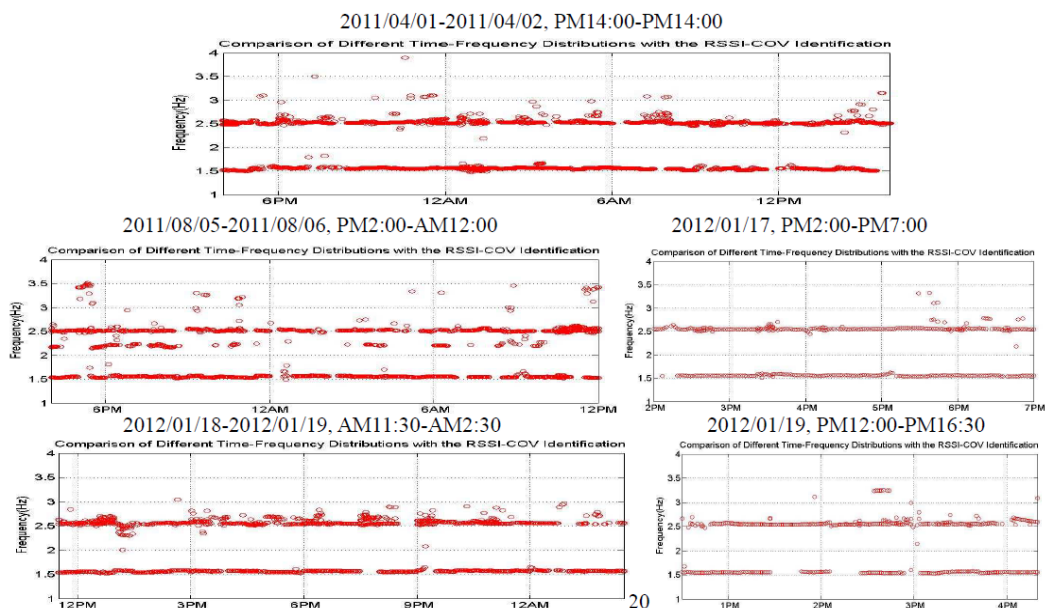 2011/04/01-2011/04/02, PM14:00-PM14:00
Comparison of Different Time-Frequency Distributions with the RSSI-COV Identification
Frequency(Hz)
4
3.5
3
2.5
2
1.5
1
6PM 12AM 6AM 12PM
2011/08/05-2011/08/06, PM2:00-AM12:00
Comparison of Different Time-Frequency Distributions with the RSSI-COV Identification
Frequency(Hz)
4
3.5
3
2.5
2
1.5
1
6PM 12AM 6AM 12PM
2012/01/17, PM2:00-PM7:00
Comparison of Different Time-Frequency Distributions with the RSSI-COV Identification
Frequency(Hz)
4
3.5
3
2.5
2
1.5
1
2PM 3PM 4PM 5PM 6PM 7PM
2012/01/18-2012/01/19, AM11:30-AM2:30
Comparison of Different Time-Frequency Distributions with the RSSI-COV Identification
Frequency(Hz)
4
3.5
3
2.5
2
1.5
1
12PM 3PM 6PM 9PM 12AM
2012/01/19, PM12:00-PM16:30
Comparison of Different Time-Frequency Distributions with the RSSI-COV Identification
Frequency(Hz)
4
3.5
3
2.5
2
1.5
1
1PM 2PM 3PM 4PM
20